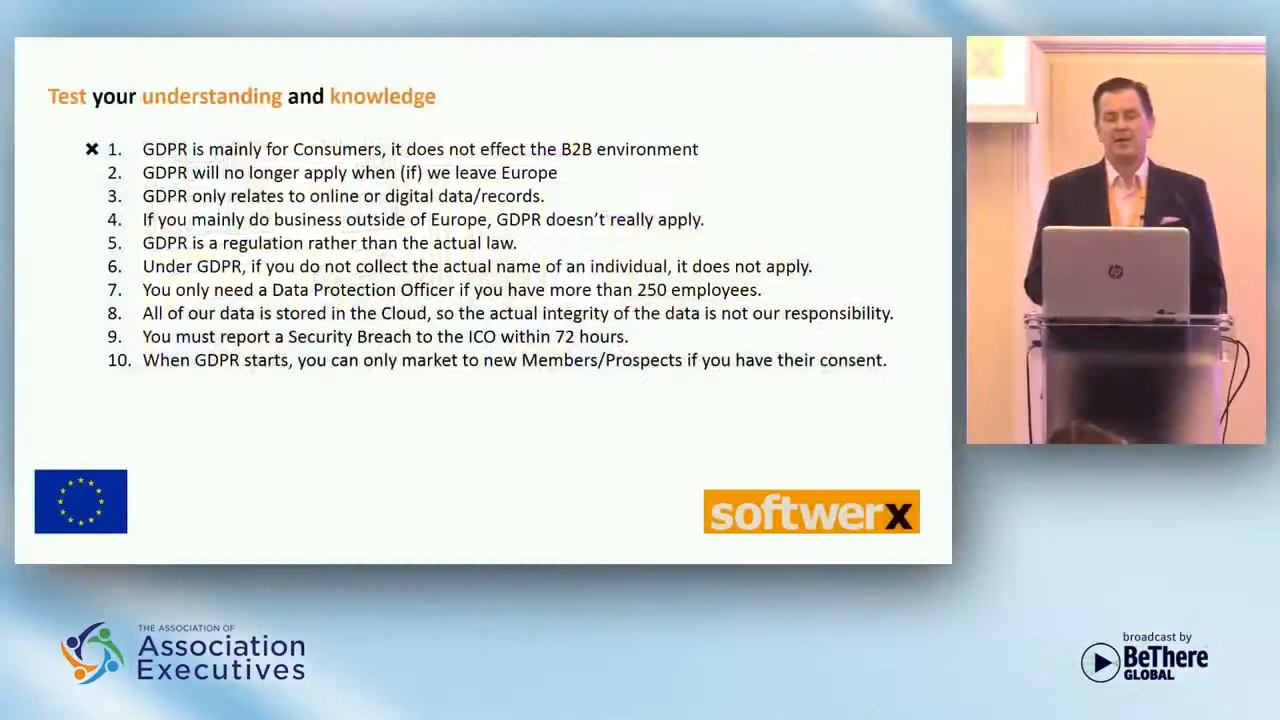 Test your understanding and knowledge
✖ 1. GDPR is mainly for Consumers, it does not effect the B2B environment
2. GDPR will no longer apply when (if) we leave Europe
3. GDPR only relates to online or digital data/records.
4. If you mainly do business outside of Europe, GDPR doesn't really apply.
5. GDPR is a regulation rather than the actual law.
6. Under GDPR, if you do not collect the actual name of an individual, it does not apply.
7. You only need a Data Protection Officer if you have more than 250 employees.
8. All of our data is stored in the Cloud, so the actual integrity of the data is not our responsibility.
9. You must report a Security Breach to the ICO within 72 hours.
10. When GDPR starts, you can only market to new Members/Prospects if you have their consent.
softwerx
hp
THE ASSOCIATION OF
Association
Executives
broadcast by
BeThere
GLOBAL